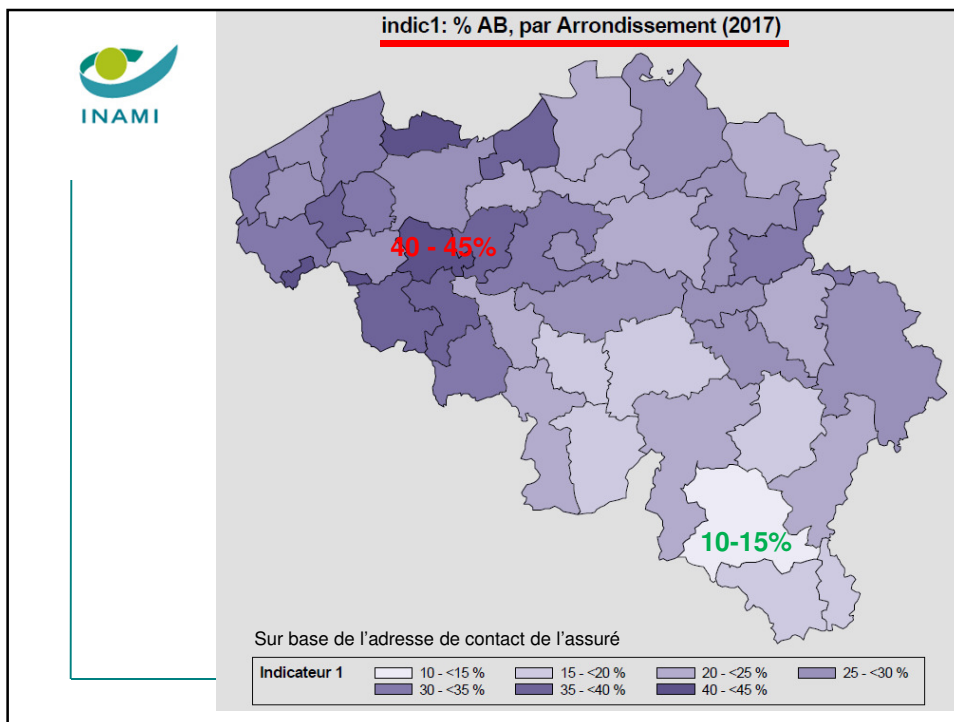 indic1: % AB, par Arrondissement (2017)
INAMI
40 - 45%
10-15%
Sur base de l'adresse de contact de l'assuré
Indicateur 1 10 - <15 % 15 - <20 % 20 - <25 % 25 - <30 %
30 - <35 % 35 - <40 % 40 - <45 %